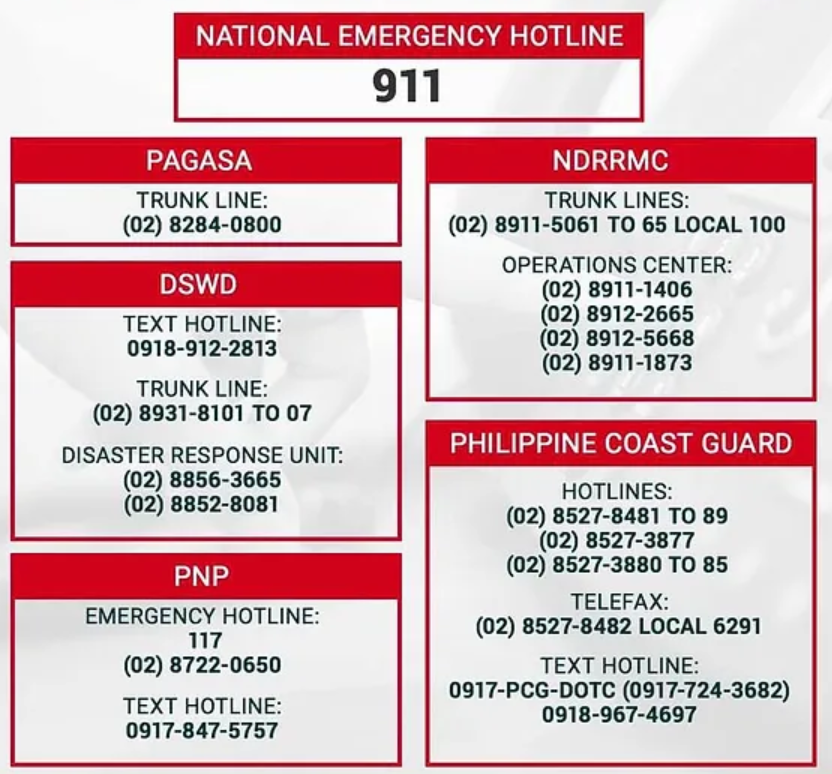 NATIONAL EMERGENCY HOTLINE
911
PAGASA
TRUNK LINE:
(02) 8284-0800
DSWD
TEXT HOTLINE:
0918-912-2813
TRUNK LINE:
(02) 8931-8101 TO 07
DISASTER RESPONSE UNIT:
(02) 8856-3665
(02) 8852-8081
PNP
EMERGENCY HOTLINE:
117
(02) 8722-0650
TEXT HOTLINE:
0917-847-5757
NDRRMC
TRUNK LINES:
(02) 8911-5061 TO 65 LOCAL 100
OPERATIONS CENTER:
(02) 8911-1406
(02) 8912-2665
(02) 8912-5668
(02) 8911-1873
PHILIPPINE COAST GUARD
HOTLINES:
(02) 8527-8481 TO 89
(02) 8527-3877
(02) 8527-3880 TO 85
TELEFAX:
(02) 8527-8482 LOCAL 6291
TEXT HOTLINE:
0917-PCG-DOTC (0917-724-3682)
0918-967-4697